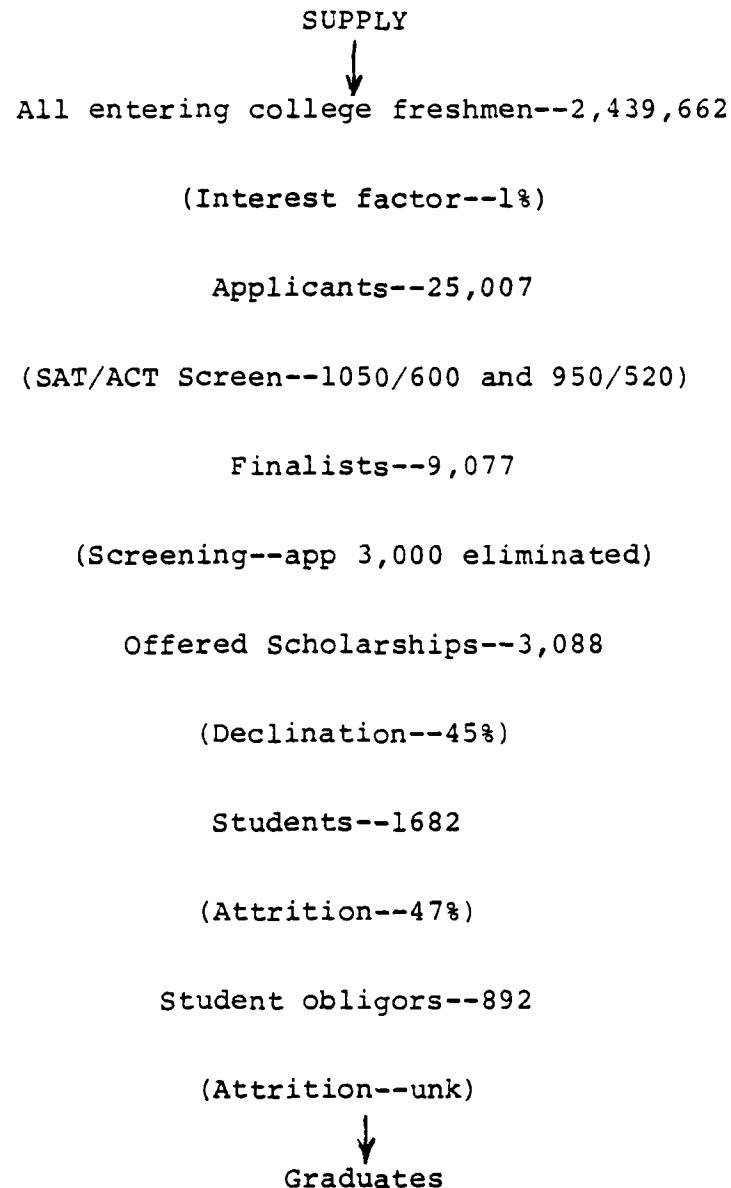 SUPPLY
All entering college freshmen--2,439,662
(Interest factor--1%)
Applicants--25,007
(SAT/ACT Screen--1050/600 and 950/520)
Finalists--9,077
(Screening--app 3,000 eliminated)
Offered Scholarships--3,088
(Declination--45%)
Students--1682
(Attrition--47%)
Student obligors--892
(Attrition--unk)
Graduates